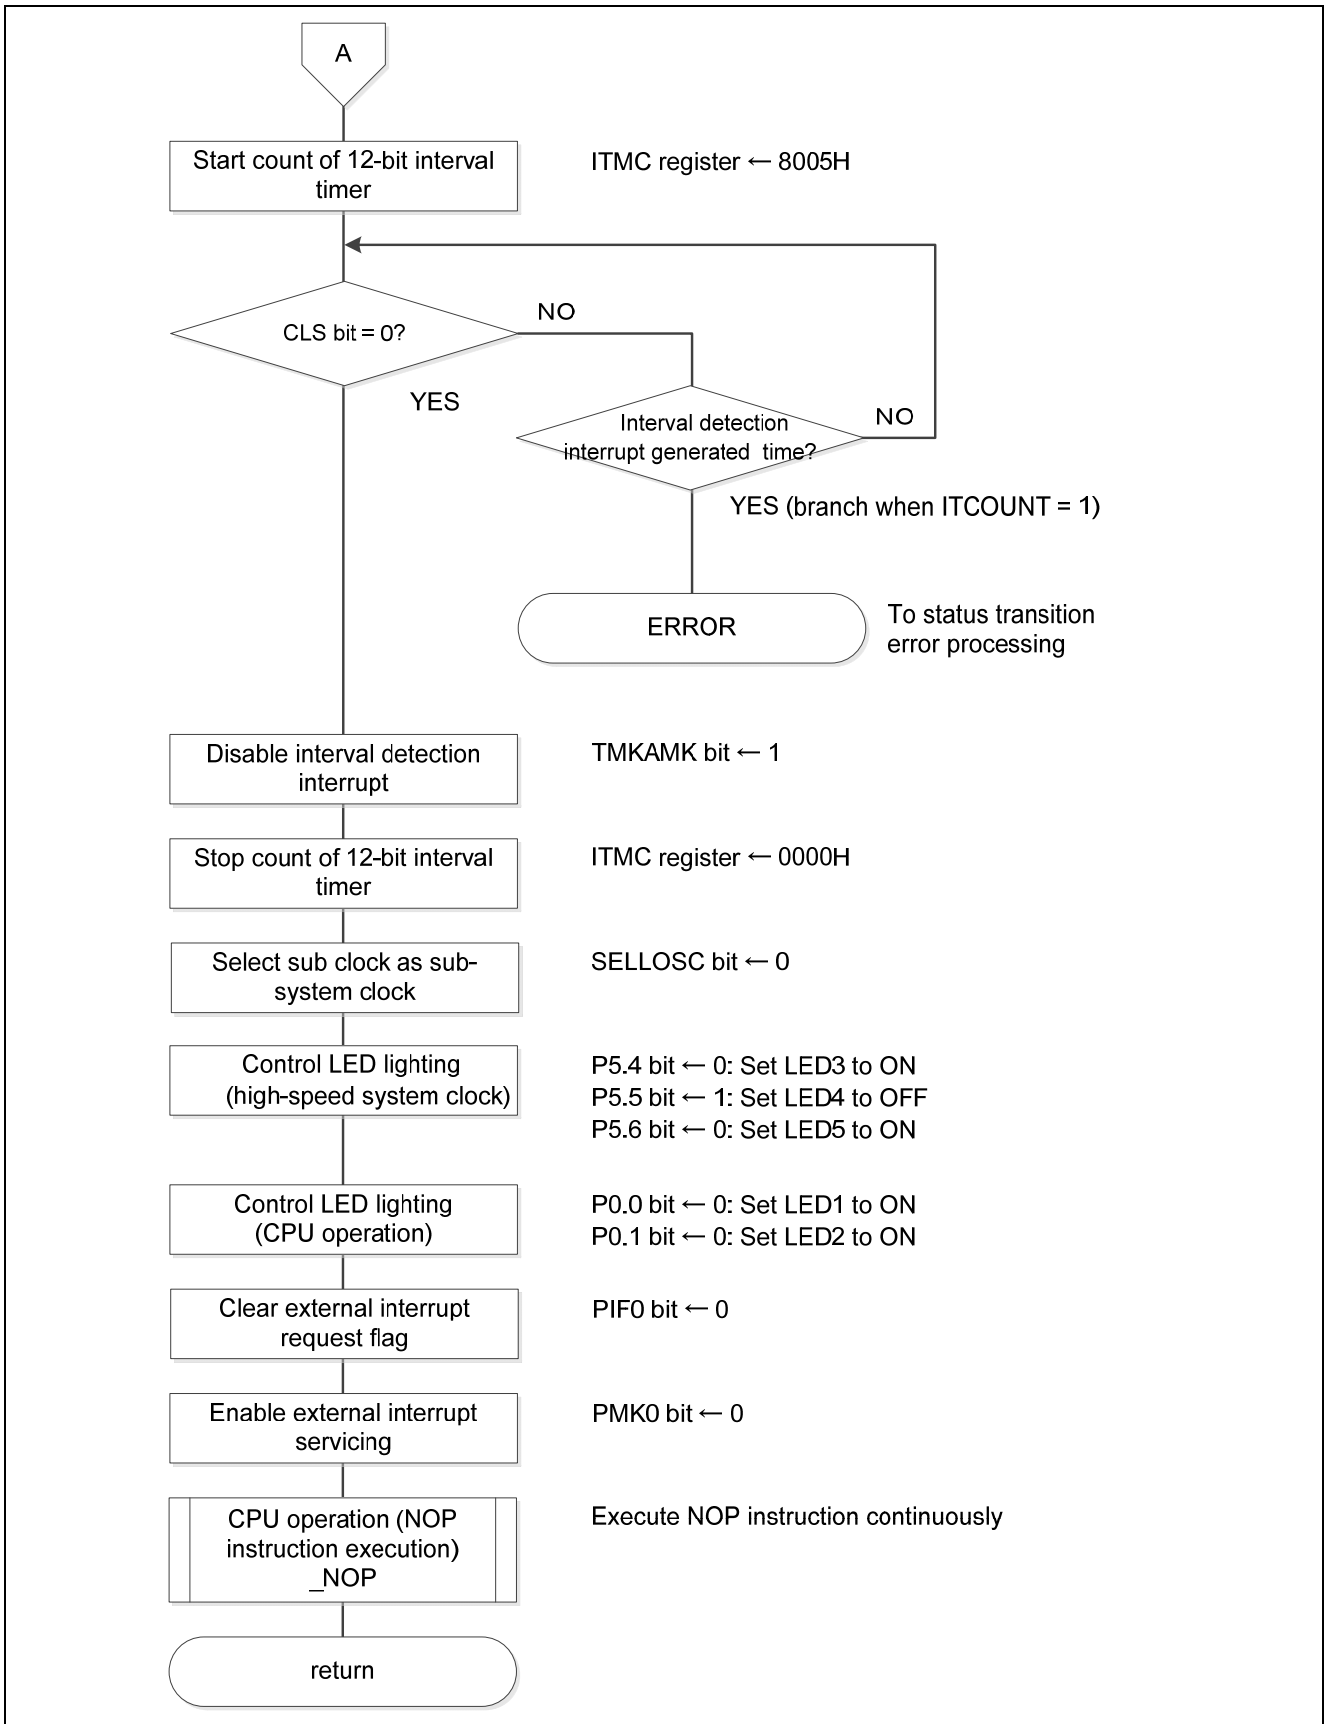 A
Start count of 12-bit interval
timer
ITMC register ← 8005H
CLS bit = 0?
NO
YES
Interval detection
interrupt generated time?
NO
YES (branch when ITCOUNT = 1)
ERROR
To status transition
error processing
Disable interval detection
interrupt
TMKAMK bit ← 1
Stop count of 12-bit interval
timer
ITMC register ← 0000H
Select sub clock as sub-
system clock
SELLOSC bit ← 0
Control LED lighting
(high-speed system clock)
P5.4 bit ← 0: Set LED3 to ON
P5.5 bit ← 1: Set LED4 to OFF
P5.6 bit ← 0: Set LED5 to ON
Control LED lighting
(CPU operation)
P0.0 bit ← 0: Set LED1 to ON
P0.1 bit ← 0: Set LED2 to ON
Clear external interrupt
request flag
PIF0 bit ← 0
Enable external interrupt
servicing
PMK0 bit ← 0
CPU operation (NOP
instruction execution)
_NOP
Execute NOP instruction continuously
return